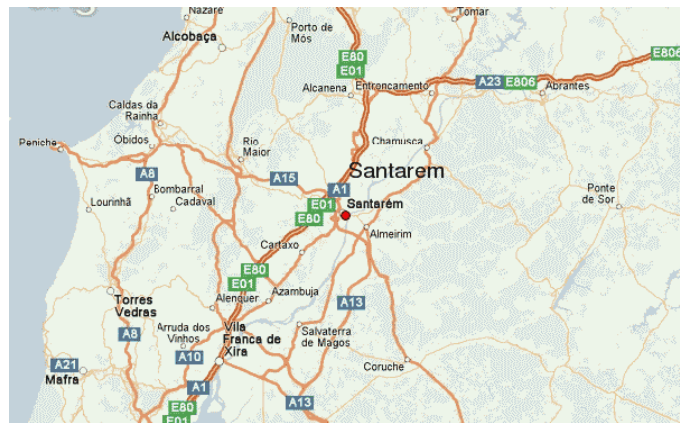 Nazare
Porto de
Mós
Tomar
Alcobaça
E80
E01
E806
Alcanena
Entroncamento
A23
E806
Abrantes
Caldas da
Rainha
Peniche
Óbidos
Rio
Maior
Chamusca
Santarem
A8
A15
A1
Bombarral
Lourinhã
Cadaval
E01
E80
Santarém
Ponte
de Sor
Almeirim
Cartaxo
E80
E01
Torres
Vedras
Alenquer
Azambuja
A13
A8
Arruda dos
Vinhos
Vila
Franca de
Xira
Salvaterra
de Magos
A10
A21
Mafra
Coruche
A1
A13
E80
E01